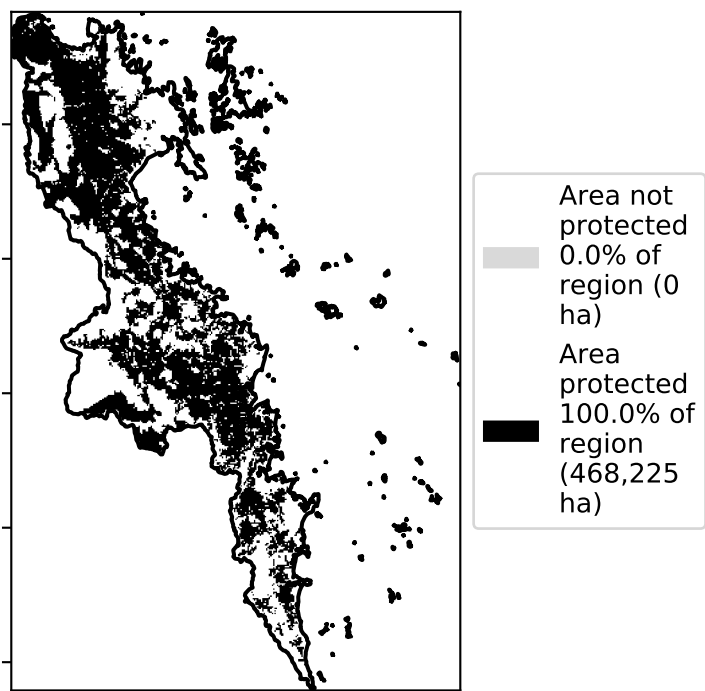 Area not
protected
0.0% of
region (0
ha)
Area
protected
100.0% of
region
(468,225
ha)